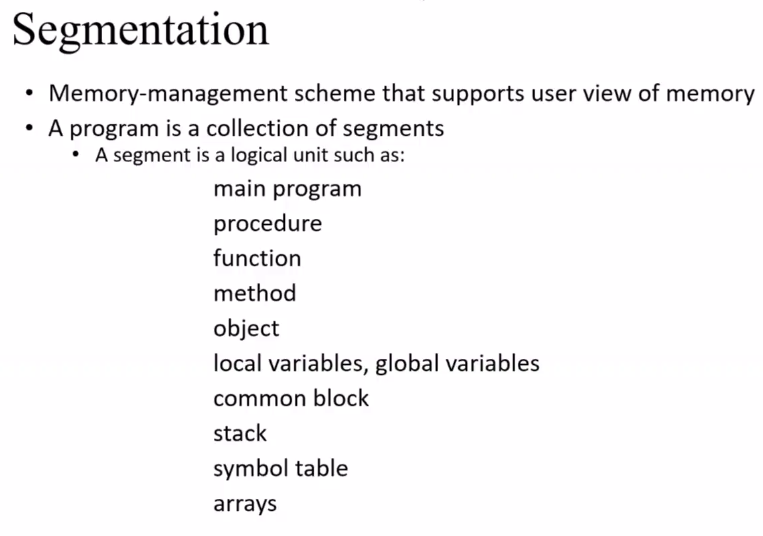 Segmentation
• Memory-management scheme that supports user view of memory
• A program is a collection of segments
• A segment is a logical unit such as:
main program
procedure
function
method
object
local variables, global variables
common block
stack
symbol table
arrays